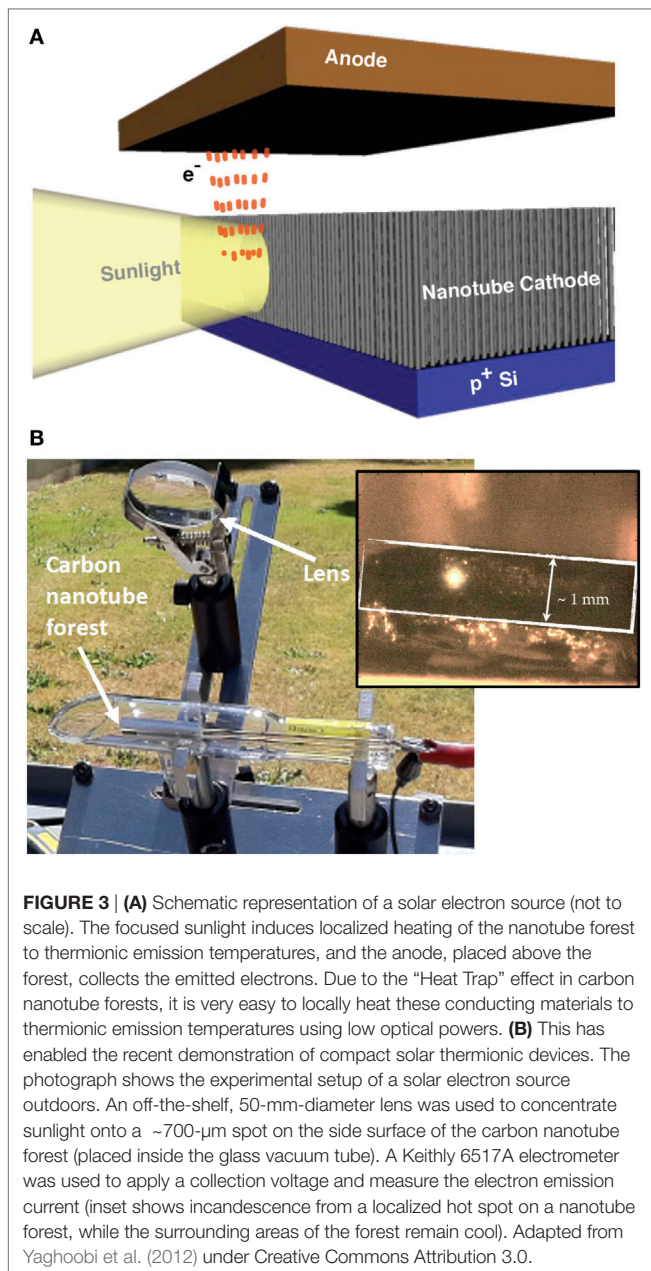 A
Anode
e-
Sunlight
Nanotube Cathode
p+ Si
B
Lens
Carbon
nanotube
forest
~ 1 mm
FIGURE 3 | (A) Schematic representation of a solar electron source (not to
scale). The focused sunlight induces localized heating of the nanotube forest
to thermionic emission temperatures, and the anode, placed above the
forest, collects the emitted electrons. Due to the “Heat Trap” effect in carbon
nanotube forests, it is very easy to locally heat these conducting materials to
thermionic emission temperatures using low optical powers. (B) This has
enabled the recent demonstration of compact solar thermionic devices. The
photograph shows the experimental setup of a solar electron source
outdoors. An off-the-shelf, 50-mm-diameter lens was used to concentrate
sunlight onto a ~700-µm spot on the side surface of the carbon nanotube
forest (placed inside the glass vacuum tube). A Keithly 6517A electrometer
was used to apply a collection voltage and measure the electron emission
current (inset shows incandescence from a localized hot spot on a nanotube
forest, while the surrounding areas of the forest remain cool). Adapted from
Yaghoobi et al. (2012) under Creative Commons Attribution 3.0.